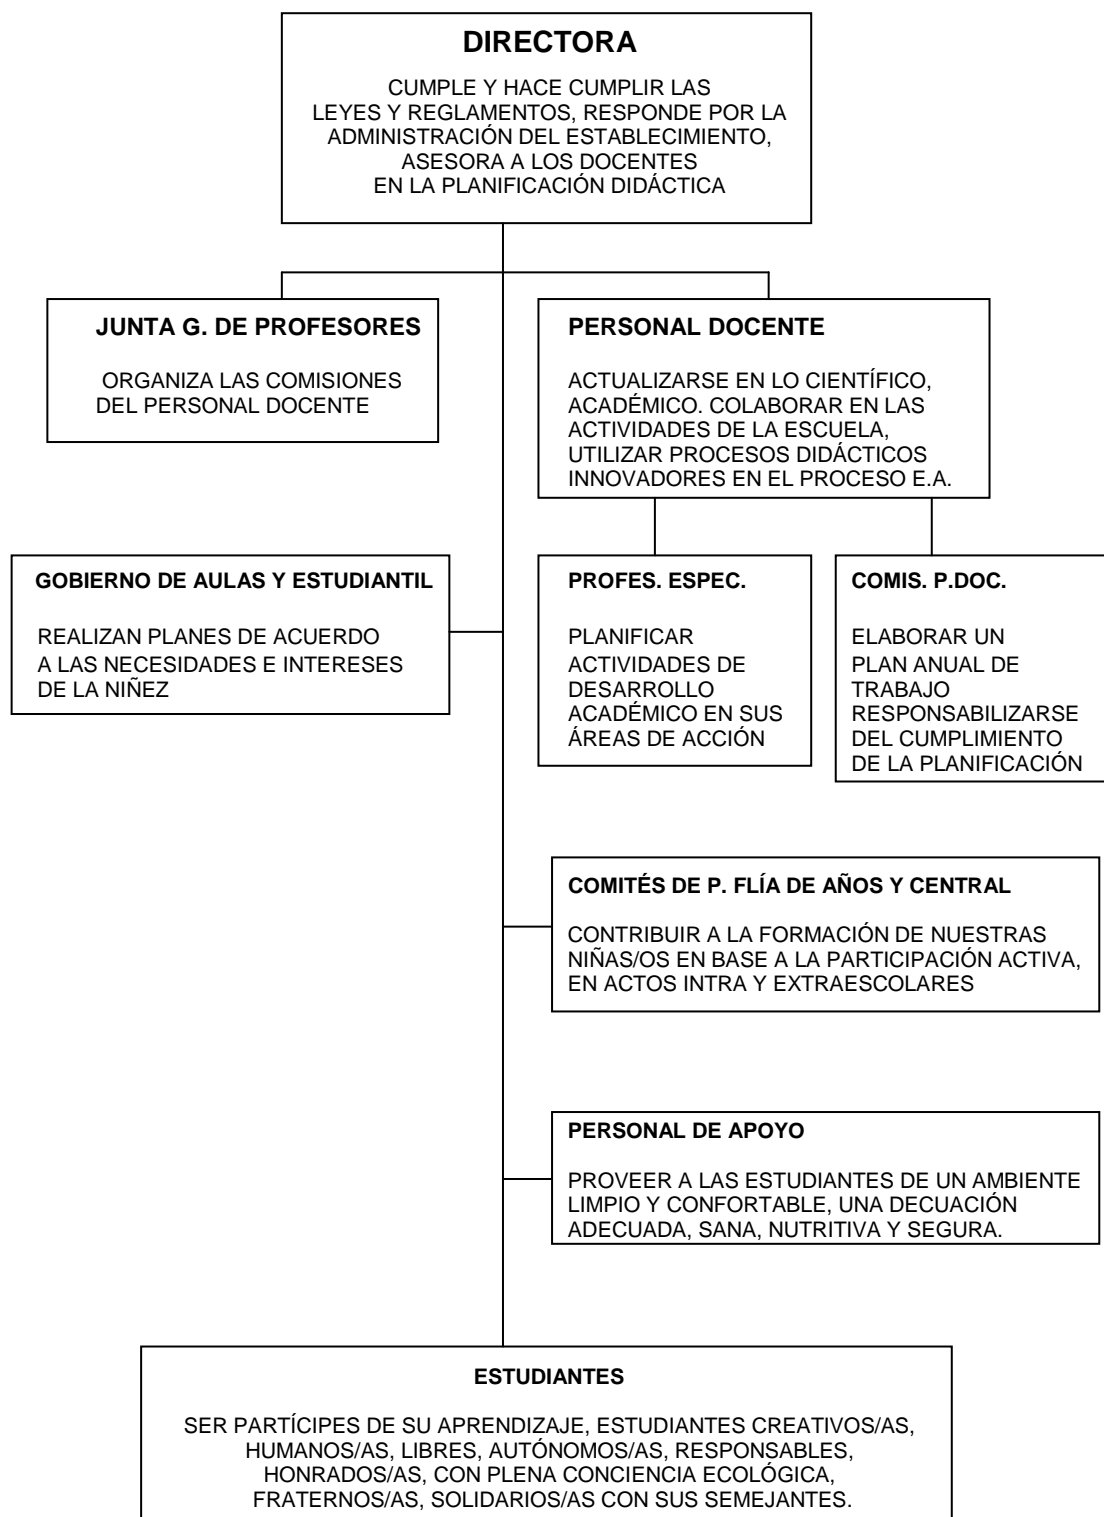 DIRECTORA
CUMPLE Y HACE CUMPLIR LAS
LEYES Y REGLAMENTOS, RESPONDE POR LA
ADMINISTRACIÓN DEL ESTABLECIMIENTO,
ASESORA A LOS DOCENTES
EN LA PLANIFICACIÓN DIDÁCTICA
JUNTA G. DE PROFESORES
ORGANIZA LAS COMISIONES
DEL PERSONAL DOCENTE
PERSONAL DOCENTE
ACTUALIZARSE EN LO CIENTÍFICO,
ACADÉMICO. COLABORAR EN LAS
ACTIVIDADES DE LA ESCUELA,
UTILIZAR PROCESOS DIDÁCTICOS
INNOVADORES EN EL PROCESO E.A.
GOBIERNO DE AULAS Y ESTUDIANTIL
REALIZAN PLANES DE ACUERDO
A LAS NECESIDADES E INTERESES
DE LA NIÑEZ
PROFES. ESPEC.
PLANIFICAR
ACTIVIDADES DE
DESARROLLO
ACADÉMICO EN SUS
ÁREAS DE ACCIÓN
COMIS. P.DOC.
ELABORAR UN
PLAN ANUAL DE
TRABAJO
RESPONSABILIZARSE
DEL CUMPLIMIENTO
DE LA PLANIFICACIÓN
COMITÉS DE P. FLÍA DE AÑOS Y CENTRAL
CONTRIBUIR A LA FORMACIÓN DE NUESTRAS
NIÑAS/OS EN BASE A LA PARTICIPACIÓN ACTIVA,
EN ACTOS INTRA Y EXTRAESCOLARES
PERSONAL DE APOYO
PROVEER A LAS ESTUDIANTES DE UN AMBIENTE
LIMPIO Y CONFORTABLE, UNA DECUACIÓN
ADECUADA, SANA, NUTRITIVA Y SEGURA.
ESTUDIANTES
SER PARTÍCIPES DE SU APRENDIZAJE, ESTUDIANTES CREATIVOS/AS,
HUMANOS/AS, LIBRES, AUTÓNOMOS/AS, RESPONSABLES,
HONRADOS/AS, CON PLENA CONCIENCIA ECOLÓGICA,
FRATERNOS/AS, SOLIDARIOS/AS CON SUS SEMEJANTES.